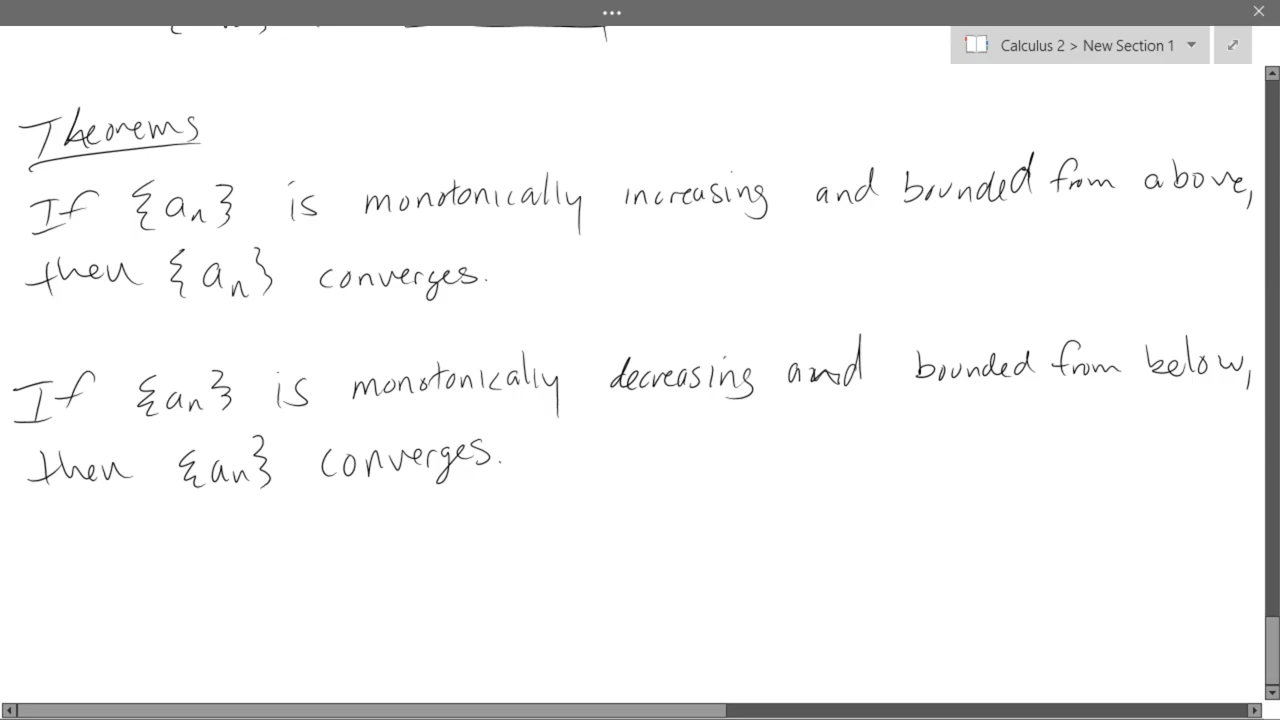 Calculus 2 > New Section 1
Theorems
If {an} is monotonically increasing and bounded from above,
then {an} converges.
If {an} is monotonically decreasing and bounded from below,
then {an} converges.